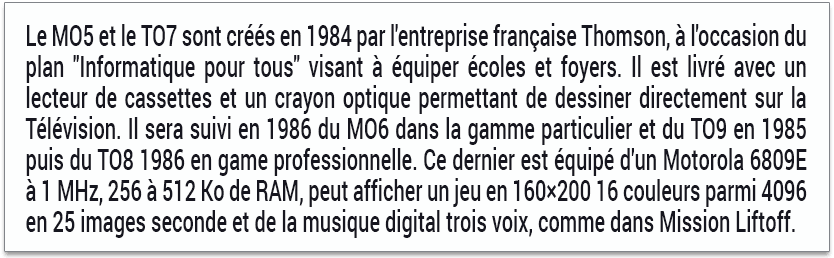 Le MO5 et le TO7 sont créés en 1984 par l'entreprise française Thomson, à l'occasion du
plan "Informatique pour tous" visant à équiper écoles et foyers. Il est livré avec un
lecteur de cassettes et un crayon optique permettant de dessiner directement sur la
Télévision. Il sera suivi en 1986 du MO6 dans la gamme particulier et du TO9 en 1985
puis du TO8 1986 en game professionnelle. Ce dernier est équipé d'un Motorola 6809E
à 1 MHz, 256 à 512 Ko de RAM, peut afficher un jeu en 160×200 16 couleurs parmi 4096
en 25 images seconde et de la musique digital trois voix, comme dans Mission Liftoff.